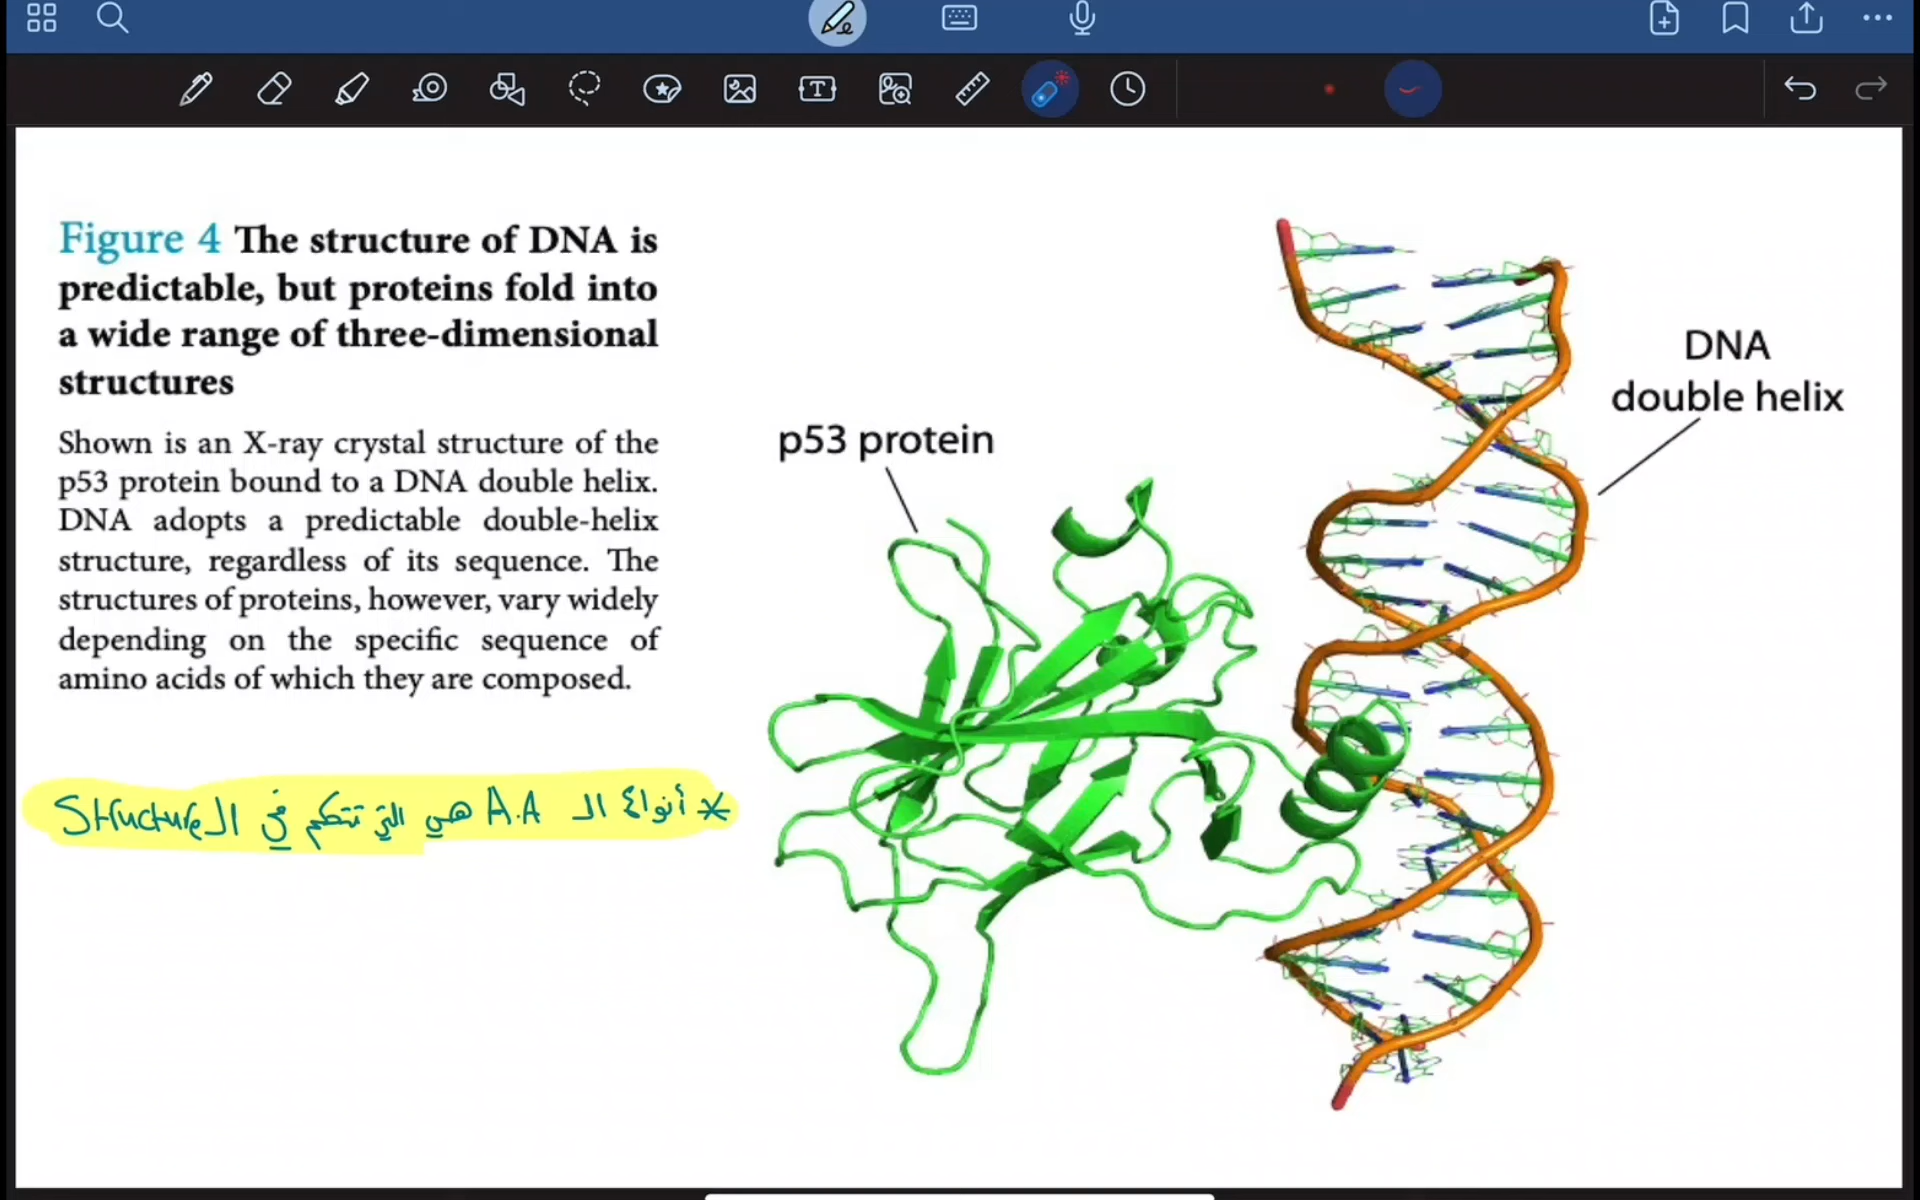 Figure 4 The structure of DNA is
predictable, but proteins fold into
a wide range of three-dimensional
structures
Shown is an X-ray crystal structure of the
p53 protein bound to a DNA double helix.
DNA adopts a predictable double-helix
structure, regardless of its sequence. The
structures of proteins, however, vary widely
depending on the specific sequence of
amino acids of which they are composed.
* أنواع الـ A.A هي التي تتحكم في الـ Structure
p53 protein
DNA
double helix